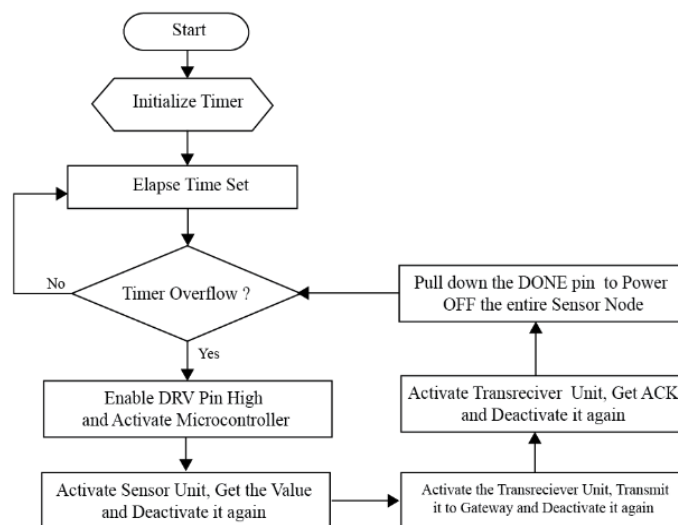 Start
Initialize Timer
Elapse Time Set
No
Timer Overflow ?
Yes
Pull down the DONE pin to Power
OFF the entire Sensor Node
Enable DRV Pin High
and Activate Microcontroller
Activate Transreciver Unit, Get ACK
and Deactivate it again
Activate Sensor Unit, Get the Value
and Deactivate it again
Activate the Transreciever Unit, Transmit
it to Gateway and Deactivate it again